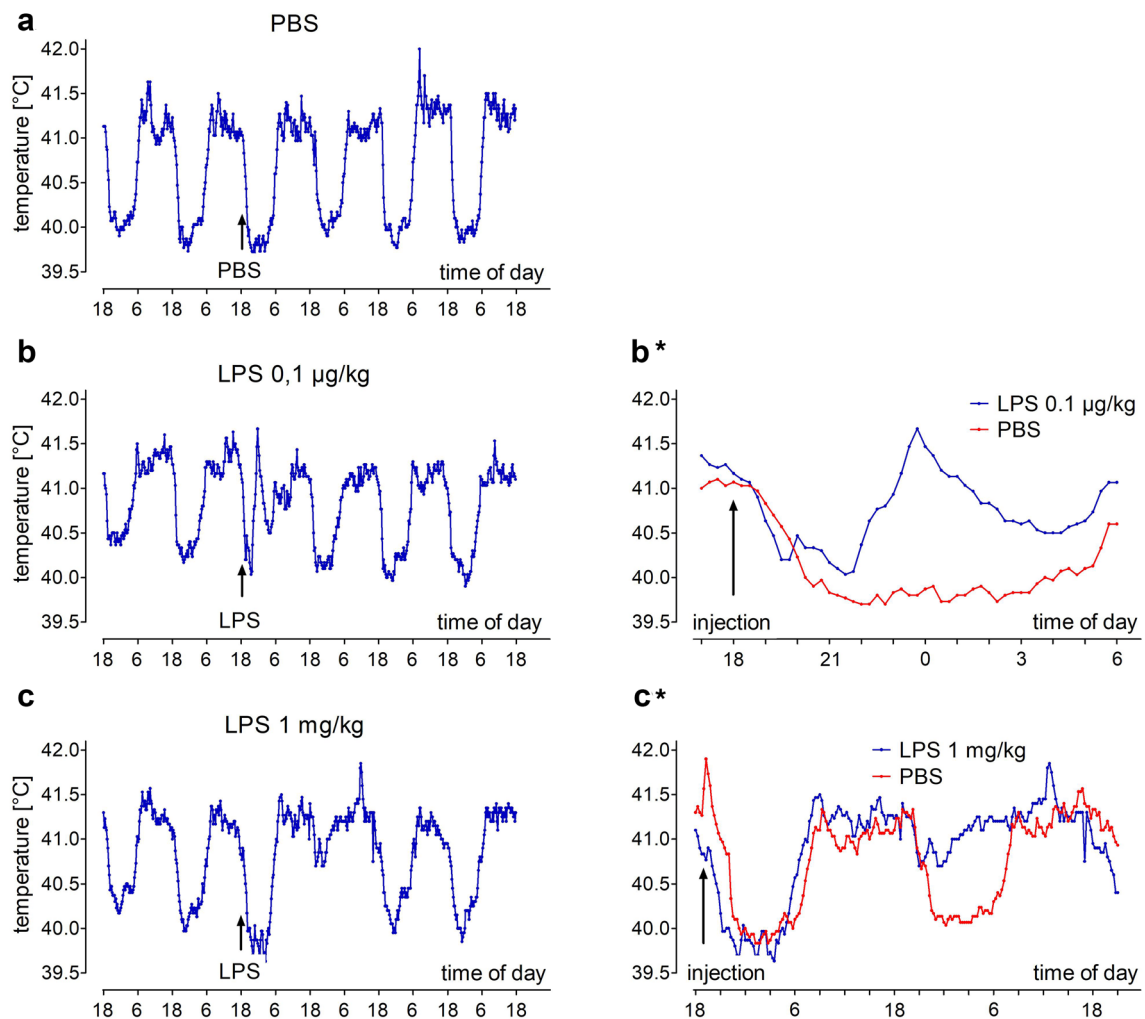 a
PBS
42.0
41.5
41.0
40.5
40.0
39.5
temperature [°C]
PBS
time of day
18 6 18 6 18 6 18 6 18 6 18 6 18
b
LPS 0,1 µg/kg
42.0
41.5
41.0
40.5
40.0
39.5
temperature [°C]
LPS
time of day
18 6 18 6 18 6 18 6 18 6 18 6 18
b*
LPS 0.1 µg/kg
PBS
42.0
41.5
41.0
40.5
40.0
39.5
injection
time of day
18 21 0 3 6
c
LPS 1 mg/kg
42.0
41.5
41.0
40.5
40.0
39.5
temperature [°C]
LPS
time of day
18 6 18 6 18 6 18 6 18 6 18 6 18
c*
LPS 1 mg/kg
PBS
42.0
41.5
41.0
40.5
40.0
39.5
injection
time of day
18 6 18 6 18